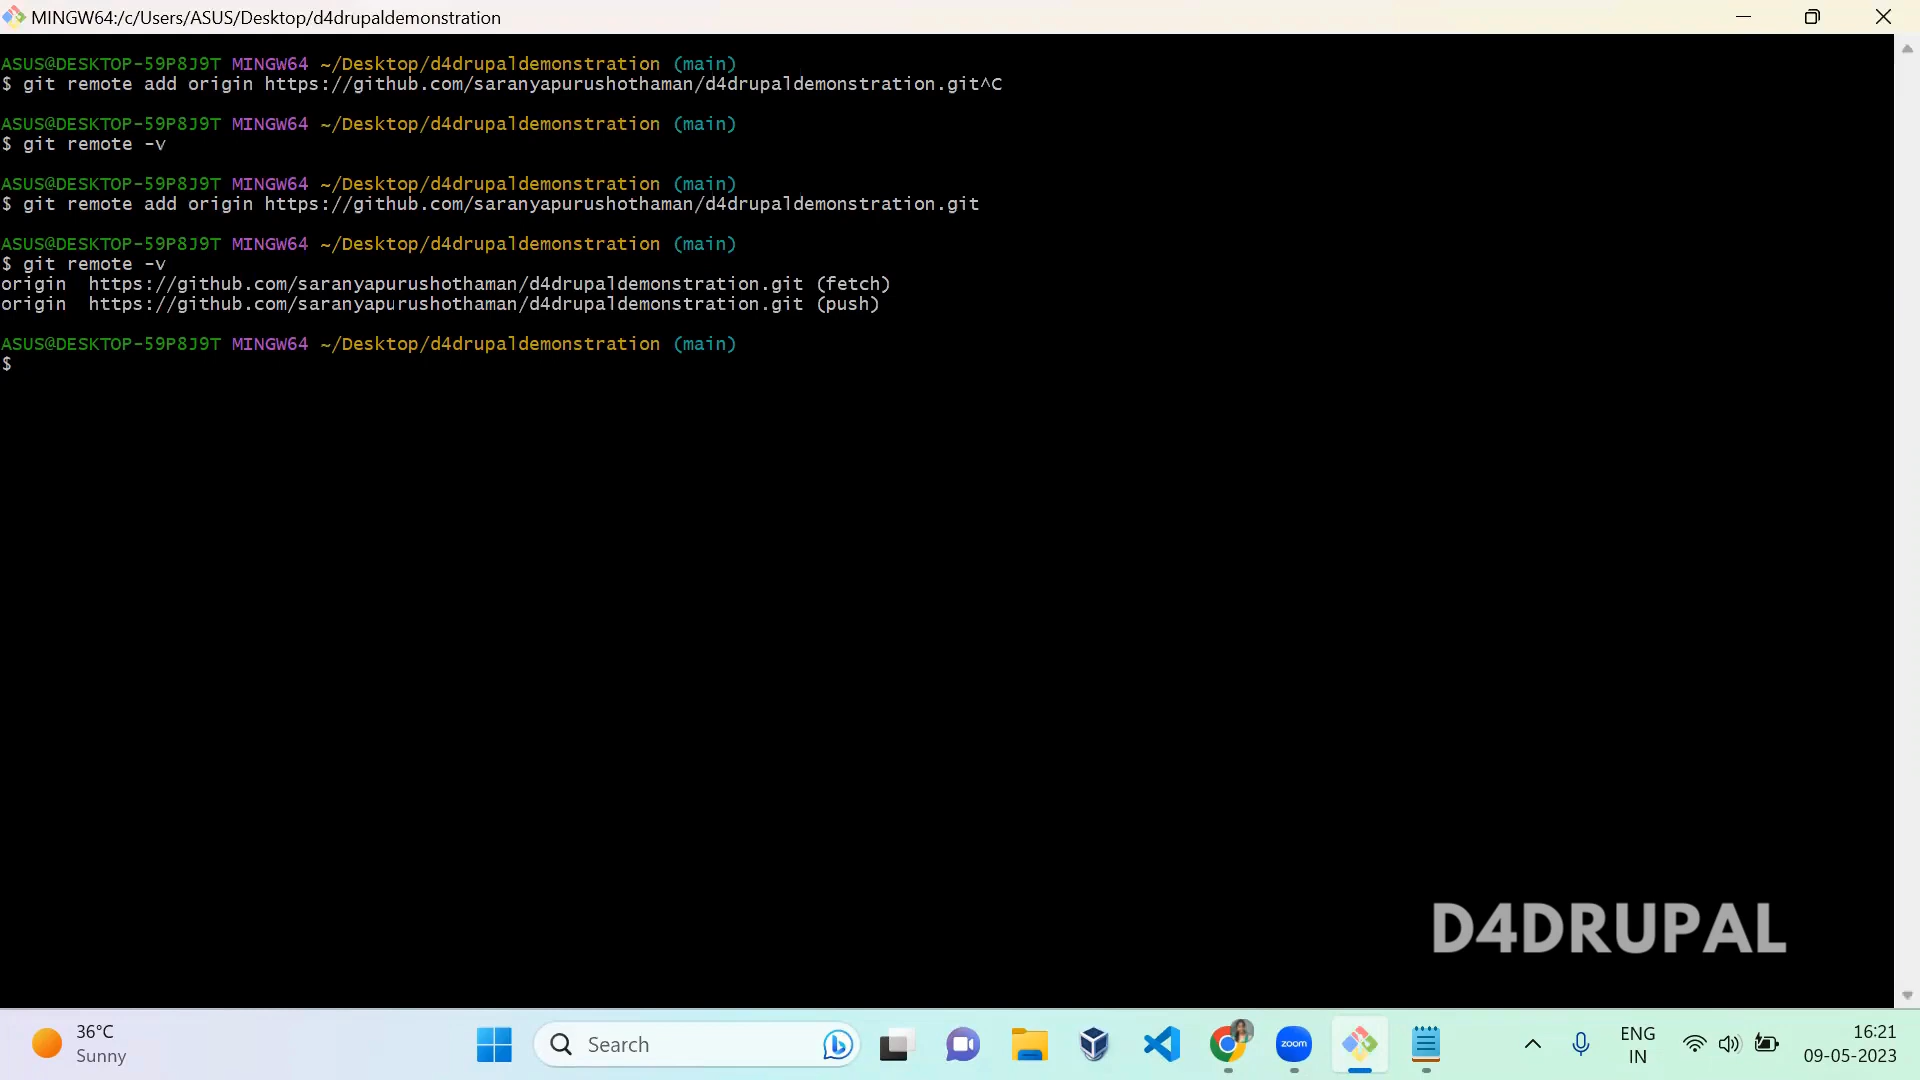 MINGW64:/c/Users/ASUS/Desktop/d4drupaldemonstration
ASUS@DESKTOP-59P8J9T MINGW64 ~/Desktop/d4drupaldemonstration (main)
$ git remote add origin https://github.com/saranyapurushothaman/d4drupaldemonstration.git^C
ASUS@DESKTOP-59P8J9T MINGW64 ~/Desktop/d4drupaldemonstration (main)
$ git remote -v
ASUS@DESKTOP-59P8J9T MINGW64 ~/Desktop/d4drupaldemonstration (main)
$ git remote add origin https://github.com/saranyapurushothaman/d4drupaldemonstration.git
ASUS@DESKTOP-59P8J9T MINGW64 ~/Desktop/d4drupaldemonstration (main)
$ git remote -v
origin  https://github.com/saranyapurushothaman/d4drupaldemonstration.git (fetch)
origin  https://github.com/saranyapurushothaman/d4drupaldemonstration.git (push)
ASUS@DESKTOP-59P8J9T MINGW64 ~/Desktop/d4drupaldemonstration (main)
$
D4DRUPAL
36°C
Sunny
Search
zoom
ENG
IN
16:21
09-05-2023